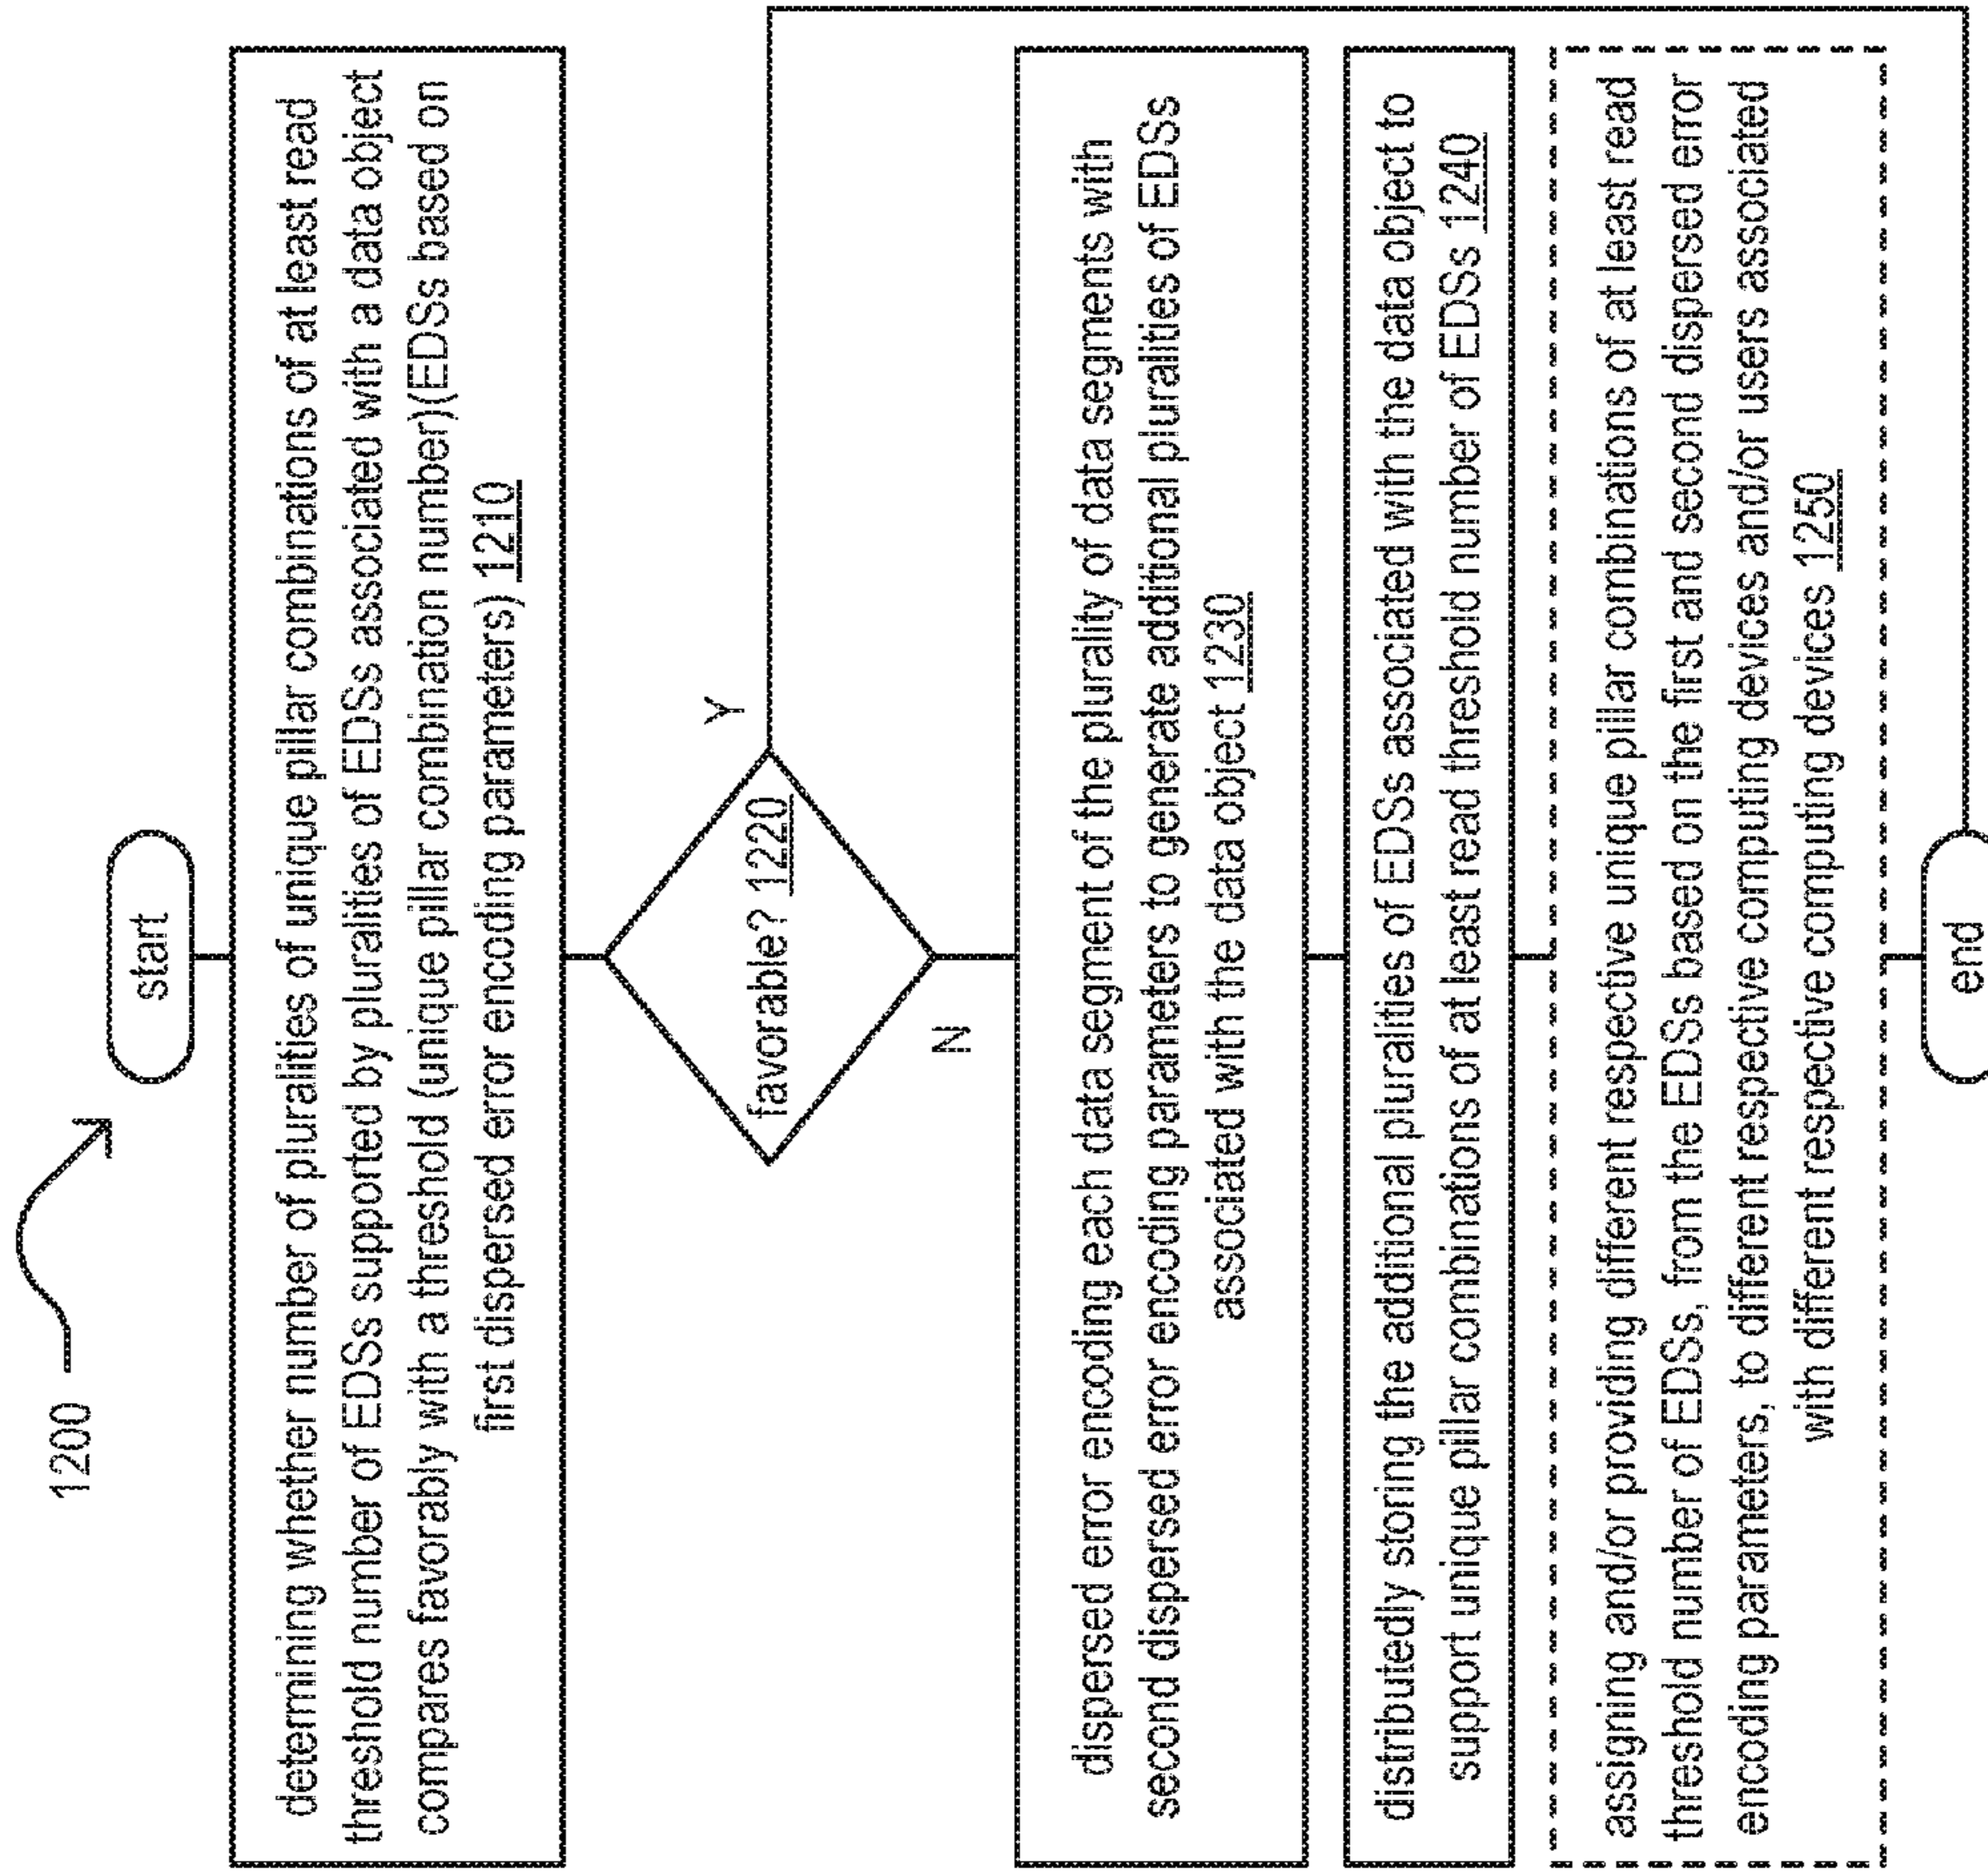 1200
start
determining whether number of pluralities of unique pillar combinations of at least read
threshold number of EDSs supported by pluralities of EDSs associated with a data object
compares favorably with a threshold (unique pillar combination number)(EDSs based on
first dispersed error encoding parameters) 1210
favorable? 1220
Y
N
dispersed error encoding each data segment of the plurality of data segments with
second dispersed error encoding parameters to generate additional pluralities of EDSs
associated with the data object 1230
distributedly storing the additional pluralities of EDSs associated with the data object to
support unique pillar combinations of at least read threshold number of EDSs 1240
assigning and/or providing different respective unique pillar combinations of at least read
threshold number of EDSs, from the EDSs based on the first and second dispersed error
encoding parameters, to different respective computing devices and/or users associated
with different respective computing devices 1250
end